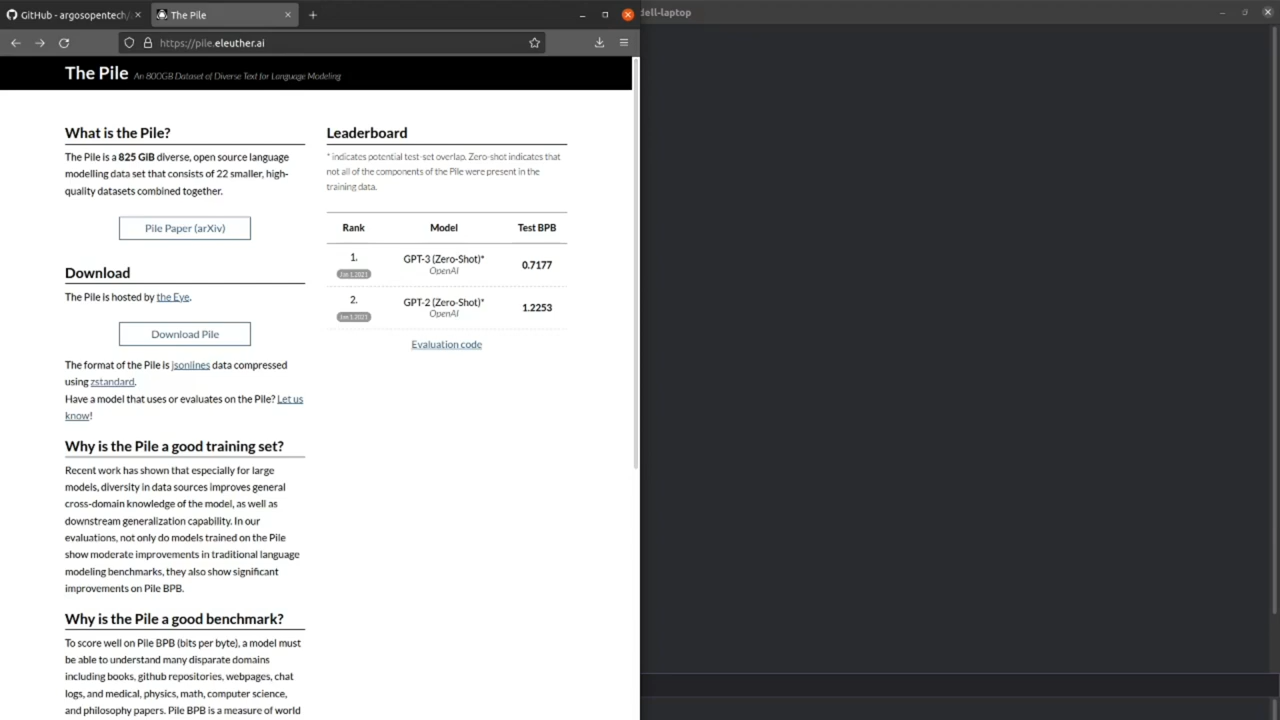 GitHub - argosopentech/
The Pile
dell-laptop
https://pile.eleuther.ai
The Pile An 800GB Dataset of Diverse Text for Language Modeling
What is the Pile?
The Pile is a 825 GiB diverse, open source language
modelling data set that consists of 22 smaller, high-
quality datasets combined together.
Pile Paper (arXiv)
Download
The Pile is hosted by the Eye.
Download Pile
The format of the Pile is jsonlines data compressed
using zstandard.
Have a model that uses or evaluates on the Pile? Let us
know!
Why is the Pile a good training set?
Recent work has shown that especially for large
models, diversity in data sources improves general
cross-domain knowledge of the model, as well as
downstream generalization capability. In our
evaluations, not only do models trained on the Pile
show moderate improvements in traditional language
modeling benchmarks, they also show significant
improvements on Pile BPB.
Why is the Pile a good benchmark?
To score well on Pile BPB (bits per byte), a model must
be able to understand many disparate domains
including books, github repositories, webpages, chat
logs, and medical, physics, math, computer science,
and philosophy papers. Pile BPB is a measure of world
Leaderboard
* indicates potential test-set overlap. Zero-shot indicates that
not all of the components of the Pile were present in the
training data.
Rank Model Test BPB
1. GPT-3 (Zero-Shot)* 0.7177
Jan 1, 2021 OpenAI
2. GPT-2 (Zero-Shot)* 1.2253
Jan 1, 2021 OpenAI
Evaluation code